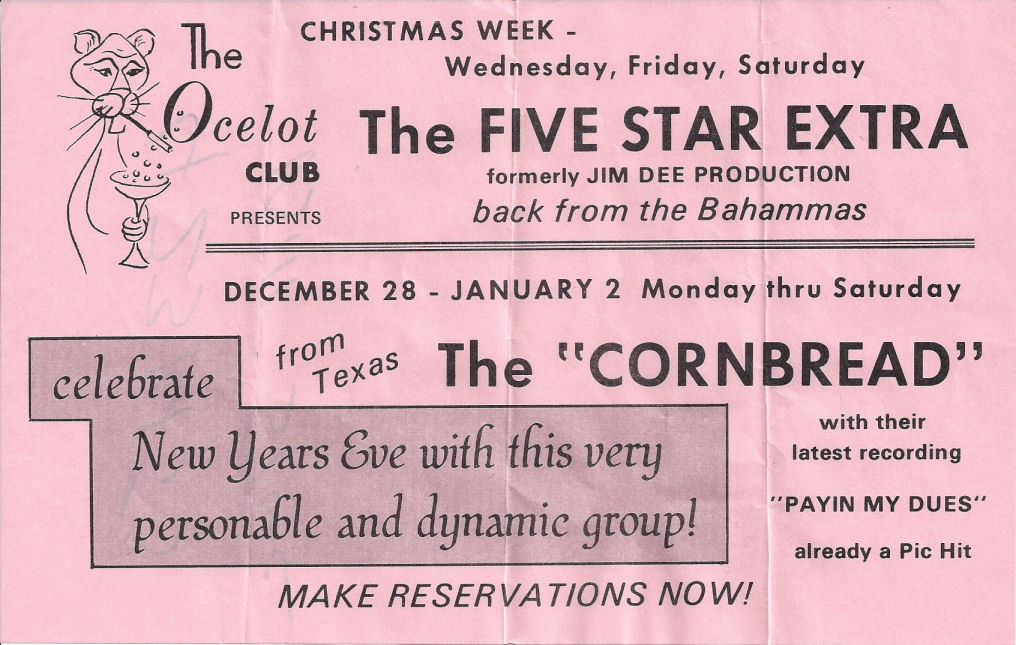 The
Ocelot
CLUB
PRESENTS
CHRISTMAS WEEK -
Wednesday, Friday, Saturday
The FIVE STAR EXTRA
formerly JIM DEE PRODUCTION
back from the Bahammas
DECEMBER 28 - JANUARY 2 Monday thru Saturday
from
Texas
The "CORNBREAD"
with their
latest recording
"PAYIN MY DUES"
already a Pic Hit
celebrate
New Years Eve with this very
personable and dynamic group!
MAKE RESERVATIONS NOW!